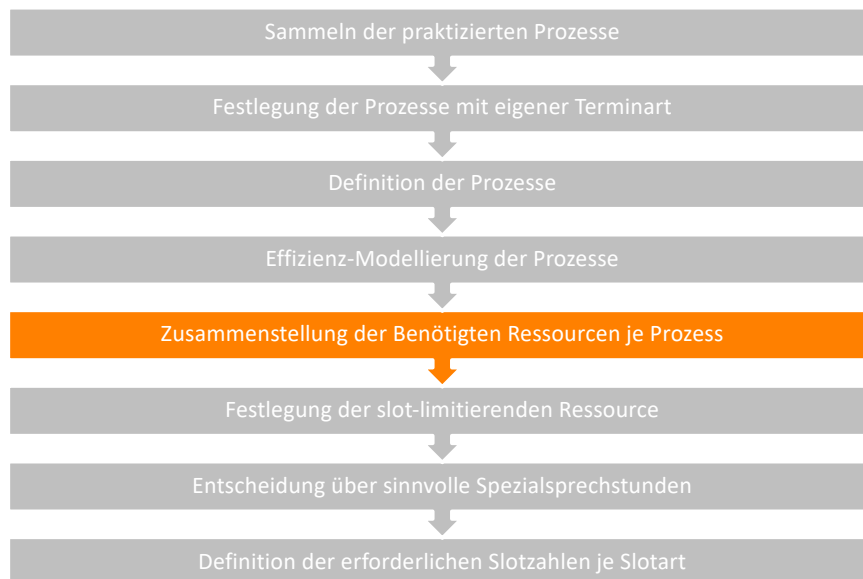 Sammeln der praktizierten Prozesse
Festlegung der Prozesse mit eigener Terminart
Definition der Prozesse
Effizienz-Modellierung der Prozesse
Zusammenstellung der Benötigten Ressourcen je Prozess
Festlegung der slot-limitierenden Ressource
Entscheidung über sinnvolle Spezialsprechstunden
Definition der erforderlichen Slotzahlen je Slotart